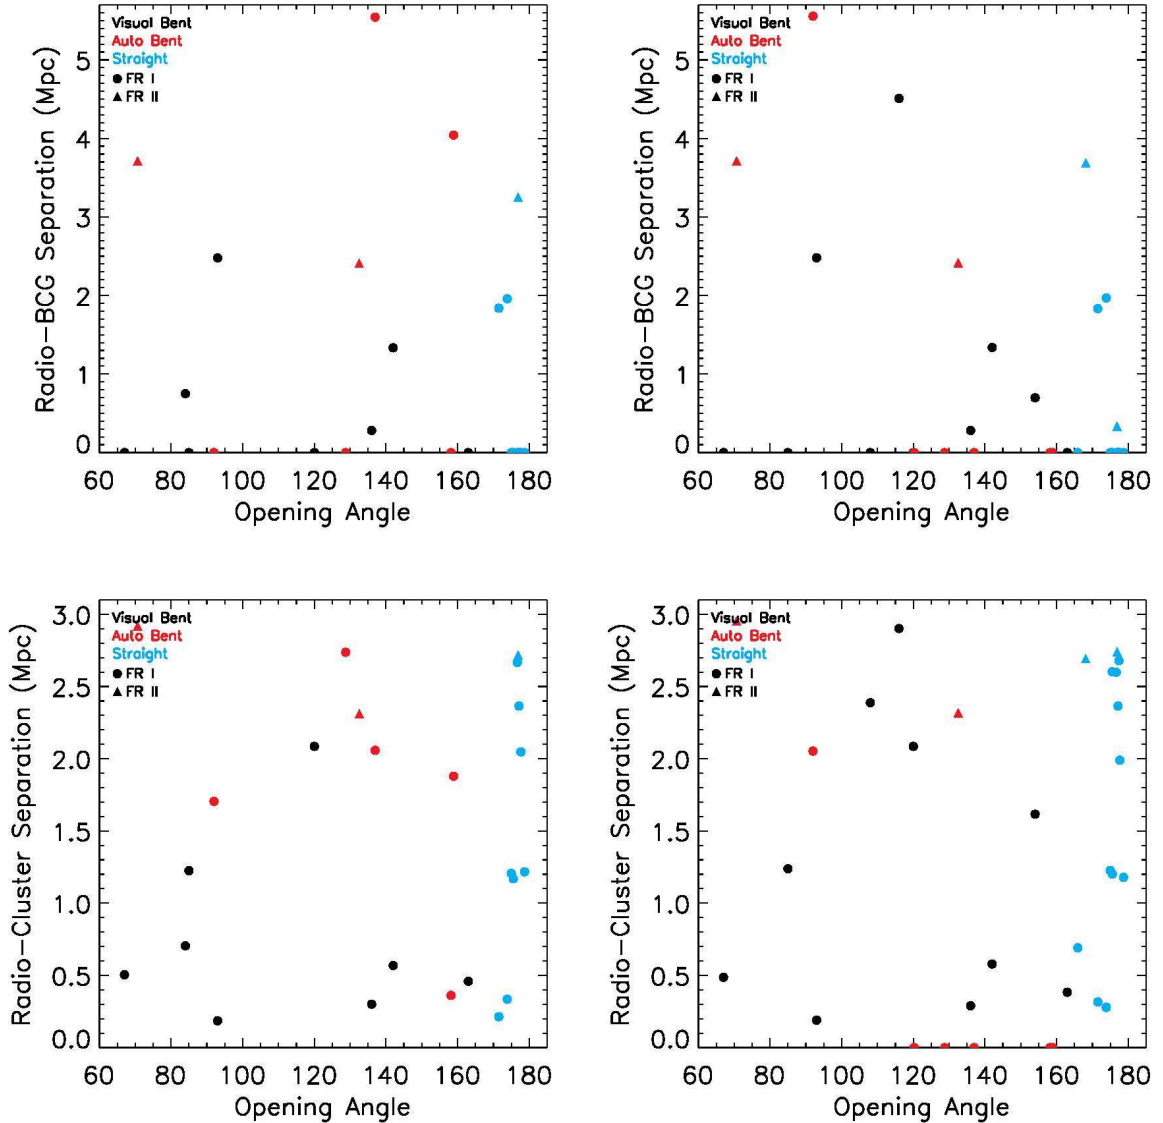 Visual Bent
Auto Bent
Straight
● FR I
▲ FR II
Radio-BCG Separation (Mpc)
5
4
3
2
1
0
60 80 100 120 140 160 180
Opening Angle
Visual Bent
Auto Bent
Straight
● FR I
▲ FR II
Radio-BCG Separation (Mpc)
5
4
3
2
1
0
60 80 100 120 140 160 180
Opening Angle
Visual Bent
Auto Bent
Straight
● FR I
▲ FR II
Radio-Cluster Separation (Mpc)
3.0
2.5
2.0
1.5
1.0
0.5
0.0
60 80 100 120 140 160 180
Opening Angle
Visual Bent
Auto Bent
Straight
● FR I
▲ FR II
Radio-Cluster Separation (Mpc)
3.0
2.5
2.0
1.5
1.0
0.5
0.0
60 80 100 120 140 160 180
Opening Angle